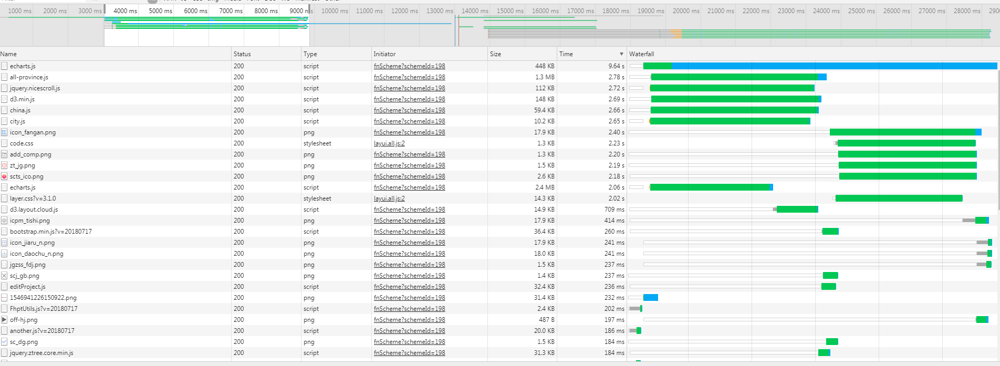 1000 ms 2000 ms 3000 ms 4000 ms 5000 ms 6000 ms 7000 ms 8000 ms 9000 ms 10000 ms 11000 ms 12000 ms 13000 ms 14000 ms 15000 ms 16000 ms 17000 ms 18000 ms 19000 ms 20000 ms 21000 ms 22000 ms 23000 ms 24000 ms 25000 ms 26000 ms 27000 ms 28000 ms
Name Status Type Initiator Size Time Waterfall
echarts.js 200 script fnScheme?schemeId=198 448 KB 9.64 s
all-province.js 200 script fnScheme?schemeId=198 1.3 MB 2.78 s
jquery.nicescroll.js 200 script fnScheme?schemeId=198 112 KB 2.72 s
d3.min.js 200 script fnScheme?schemeId=198 148 KB 2.69 s
china.js 200 script fnScheme?schemeId=198 59.4 KB 2.66 s
city.js 200 script fnScheme?schemeId=198 10.2 KB 2.65 s
icon_fangan.png 200 png fnScheme?schemeId=198 17.9 KB 2.40 s
code.css 200 stylesheet layui.all.js:2 1.3 KB 2.23 s
add_comp.png 200 png fnScheme?schemeId=198 1.3 KB 2.20 s
zt_jg.png 200 png fnScheme?schemeId=198 1.5 KB 2.19 s
scts_ico.png 200 png fnScheme?schemeId=198 2.6 KB 2.18 s
echarts.js 200 script fnScheme?schemeId=198 2.4 MB 2.06 s
layer.css?v=3.1.0 200 stylesheet layui.all.js:2 14.3 KB 2.02 s
d3.layout.cloud.js 200 script fnScheme?schemeId=198 14.9 KB 709 ms
icpm_tishi.png 200 png fnScheme?schemeId=198 17.9 KB 414 ms
bootstrap.min.js?v=20180717 200 script fnScheme?schemeId=198 36.4 KB 260 ms
icon_jiaru_n.png 200 png fnScheme?schemeId=198 17.9 KB 241 ms
icon_daochu_n.png 200 png fnScheme?schemeId=198 18.0 KB 241 ms
jgzss_fdj.png 200 png fnScheme?schemeId=198 1.5 KB 237 ms
scj_gb.png 200 png fnScheme?schemeId=198 1.4 KB 237 ms
editProject.js 200 script fnScheme?schemeId=198 32.4 KB 236 ms
1546941226150922.png 200 png fnScheme?schemeId=198 31.4 KB 232 ms
FhptUtils.js?v=20180717 200 script fnScheme?schemeId=198 2.4 KB 202 ms
off-hj.png 200 png fnScheme?schemeId=198 487 B 197 ms
another.js?v=20180717 200 script fnScheme?schemeId=198 20.0 KB 186 ms
sc_dg.png 200 png fnScheme?schemeId=198 1.5 KB 184 ms
jquery.ztree.core.min.js 200 script fnScheme?schemeId=198 31.3 KB 184 ms